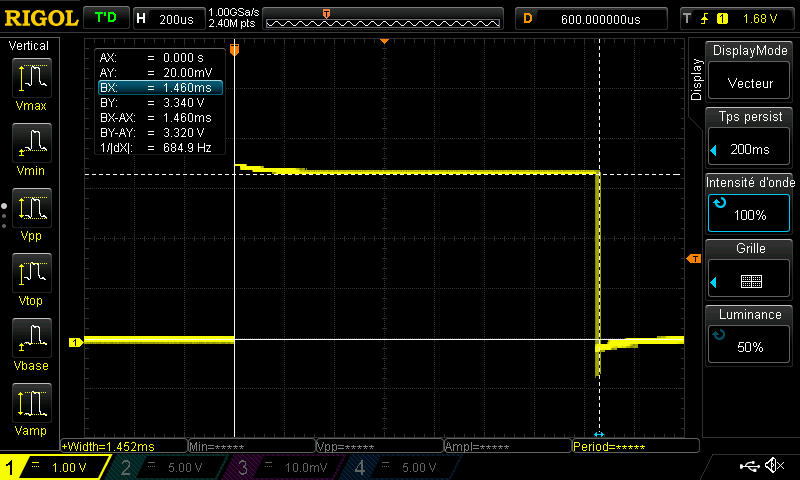 RIGOL T'D H 200us 1.00GSa/s 2.40M pts T D 600.000000us T 1 1.68 V
Vertical
Vmax
Vmin
Vpp
Vtop
Vbase
Vamp
AX: = 0.000 s
AY: = 20.00mV
BX: = 1.460ms
BY: = 3.340 V
BX-AX: = 1.460ms
BY-AY: = 3.320 V
1/|dX|: = 684.9 Hz
T
1
T
Display
DisplayMode
Vecteur
Tps persist
200ms
Intensité d'onde
100%
Grille
Luminance
50%
+Width=1.452ms Min=***** Vpp=***** Ampl=***** Period=*****
1 = 1.00 V 2 = 5.00 V 3 = 10.0mV 4 = 5.00 V